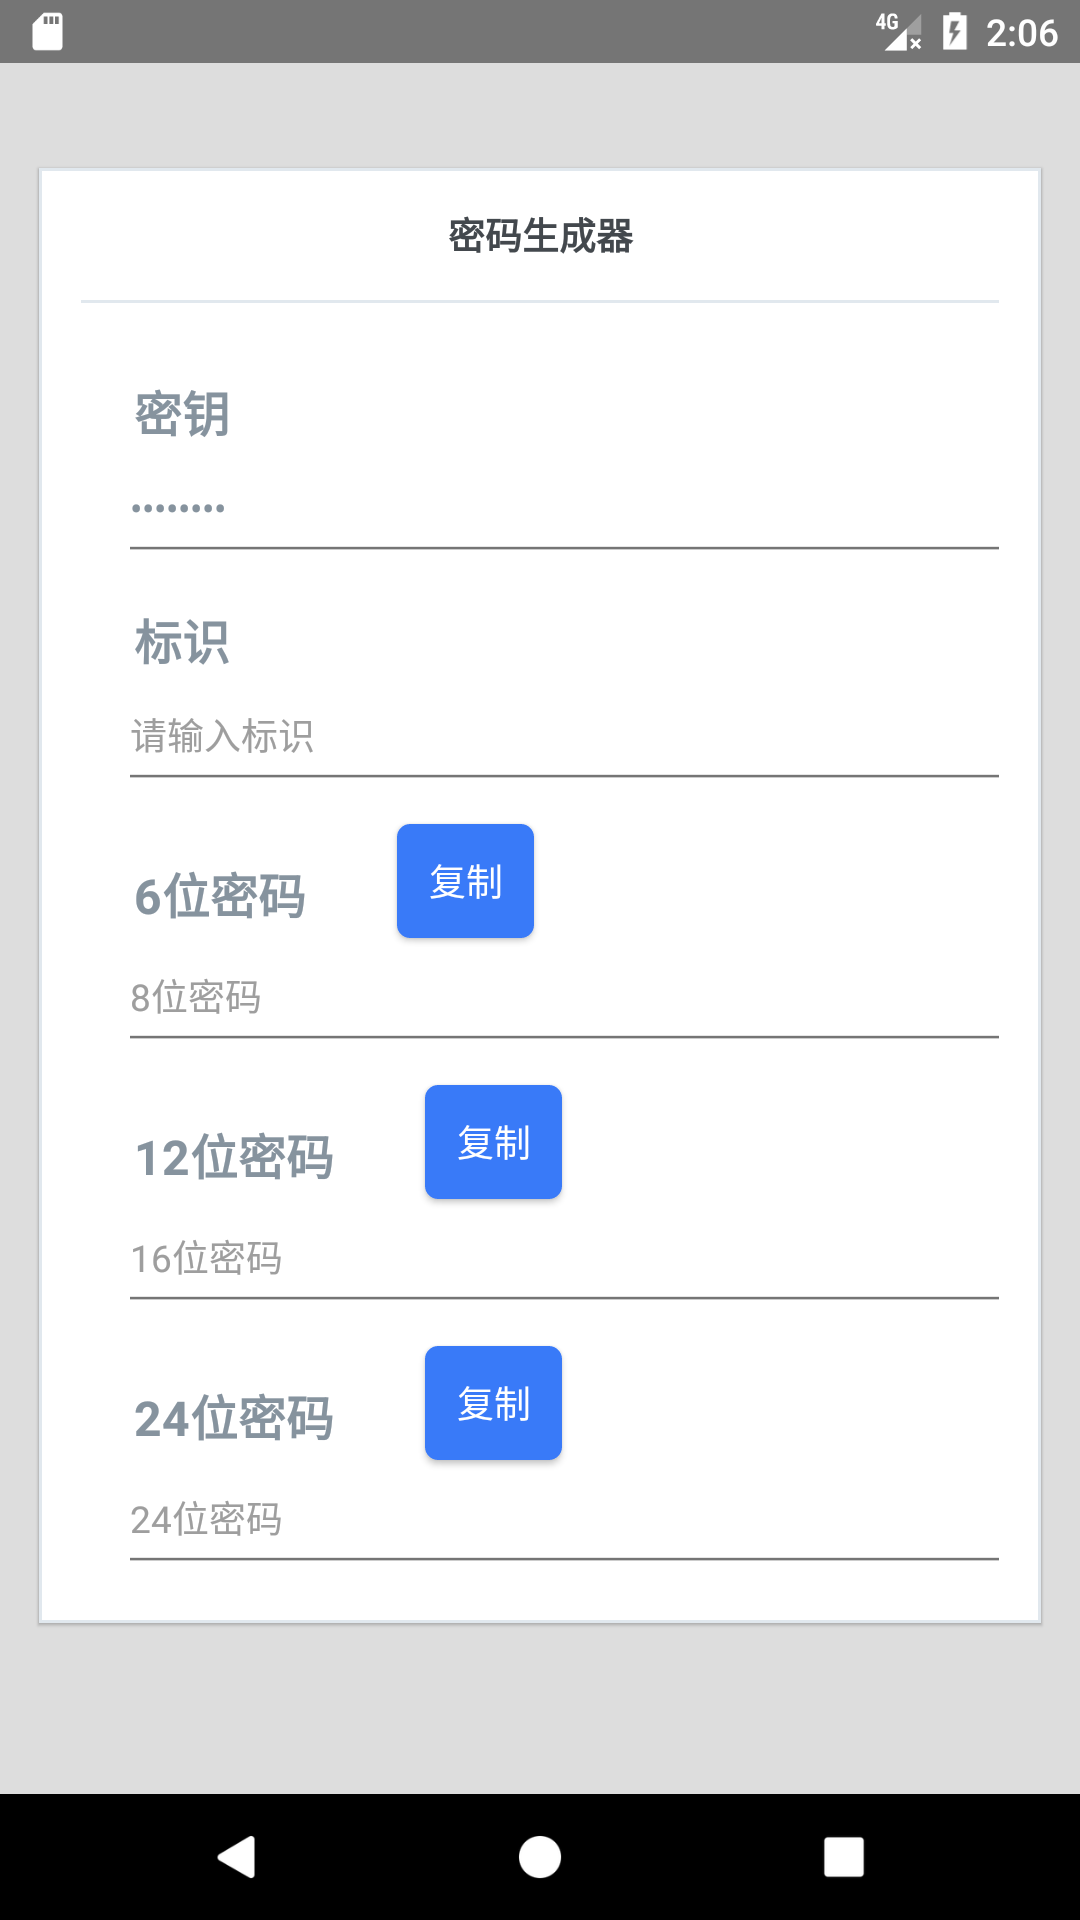 4G 2:06
密码生成器
密钥
••••••••
标识
请输入标识
6位密码 复制
8位密码
12位密码 复制
16位密码
24位密码 复制
24位密码